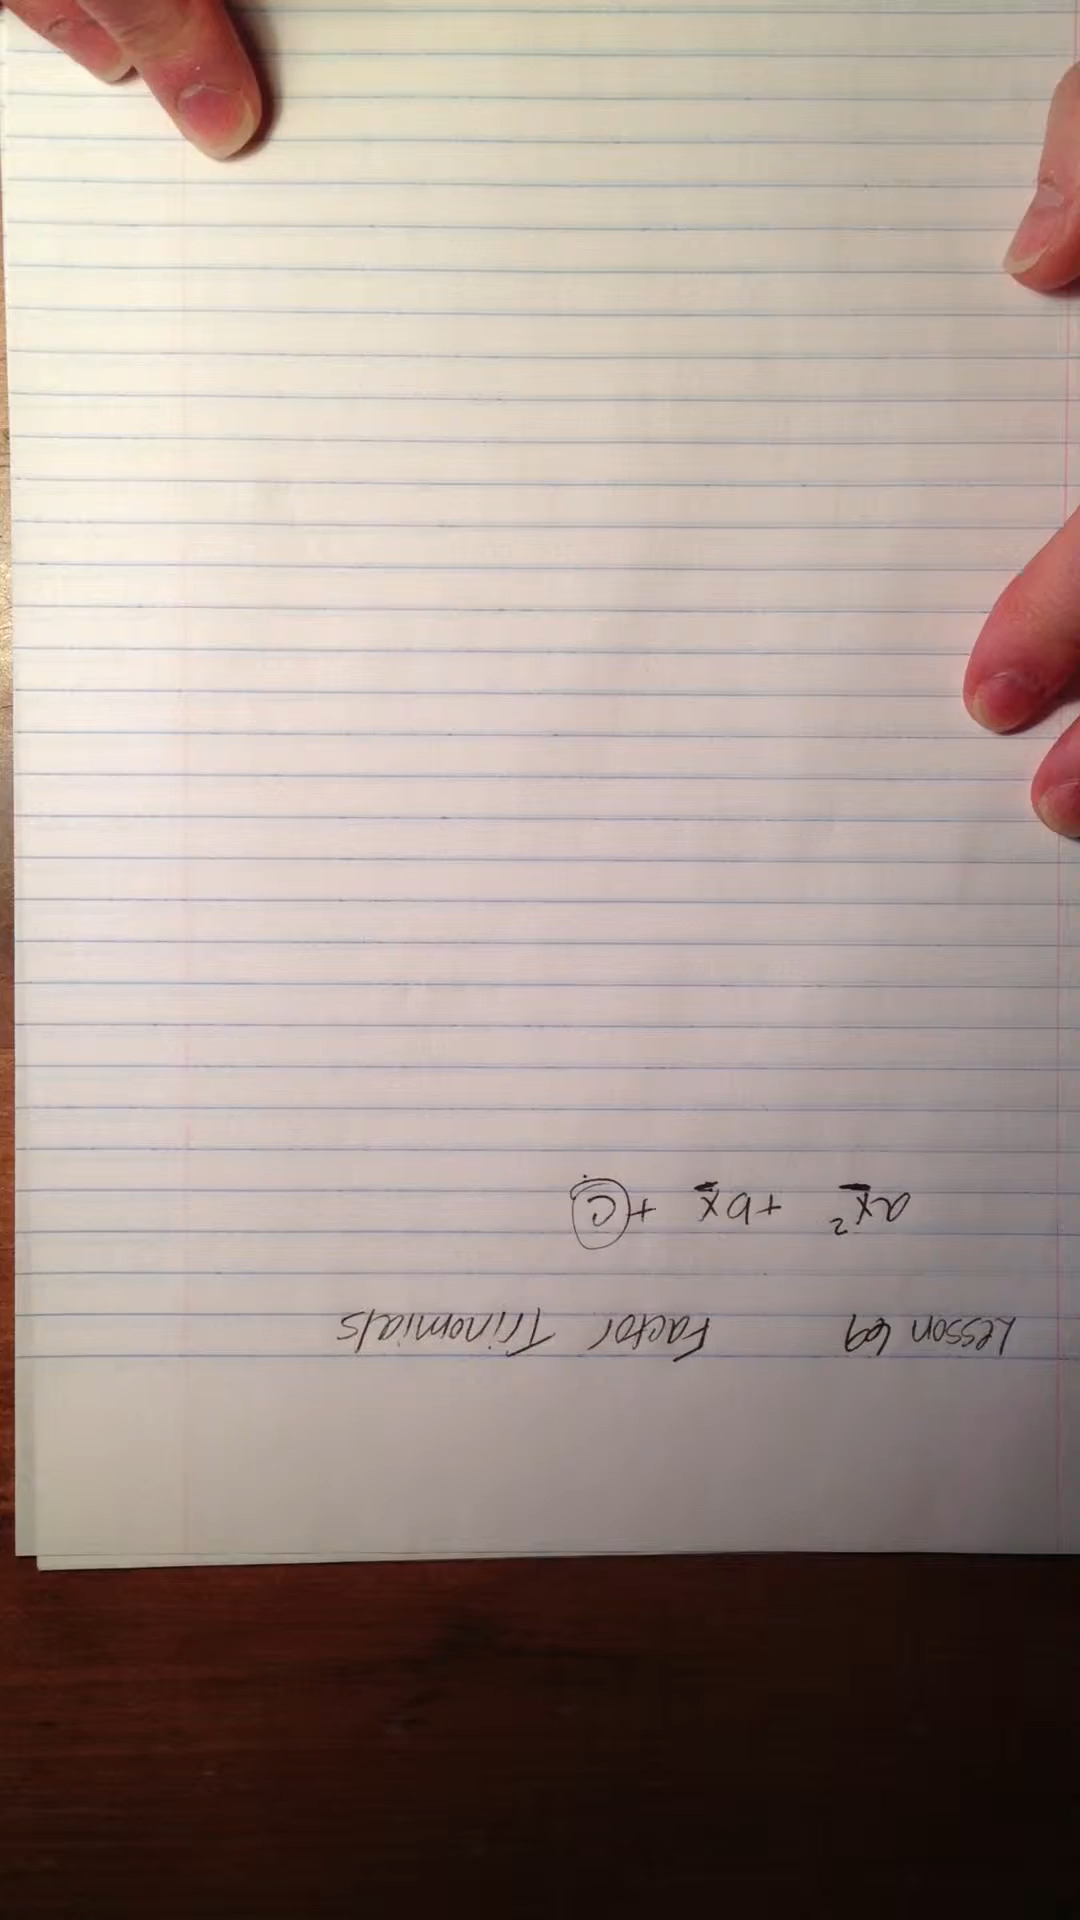 Lesson 69 Factor Trinomials
ax² + bx + c